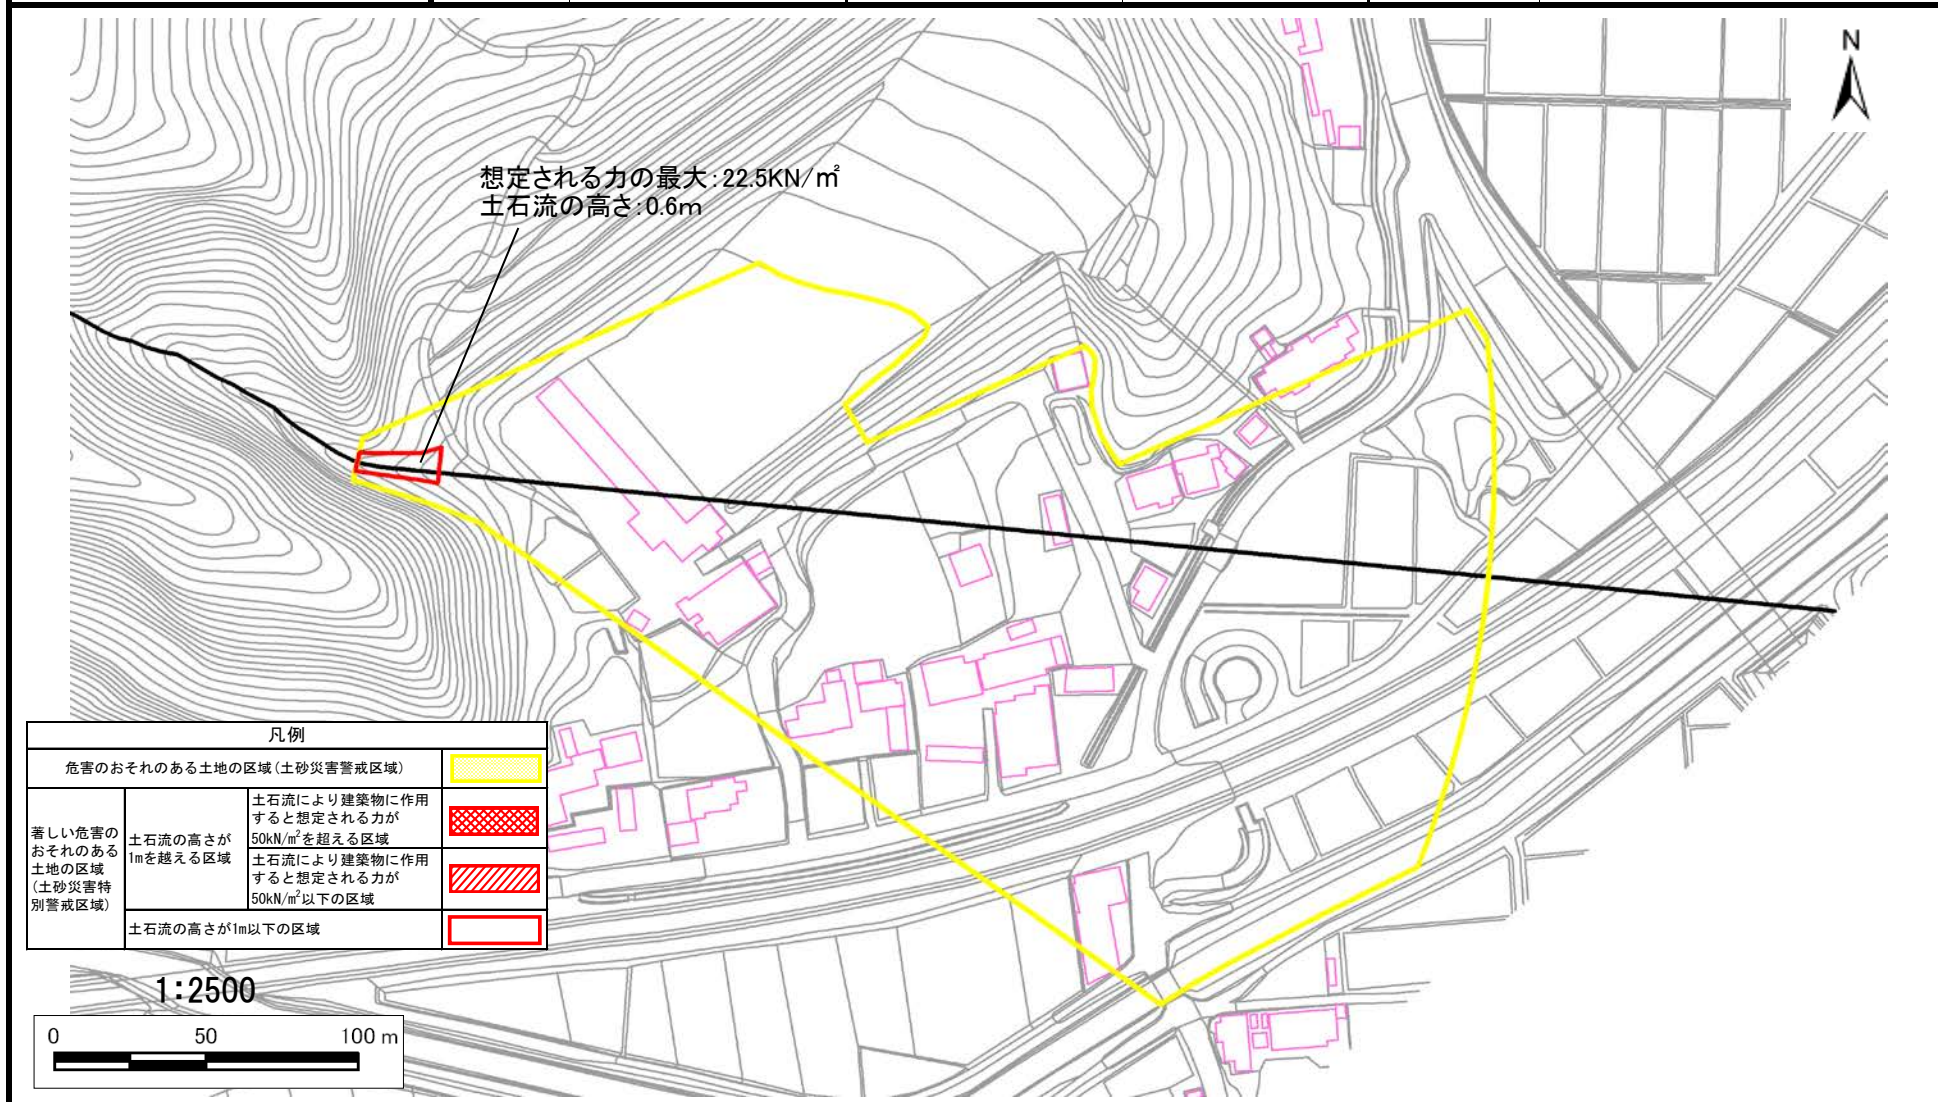 N
想定される力の最大:22.5KN/㎡
土石流の高さ:0.6m
凡例
危害のおそれのある土地の区域(土砂災害警戒区域)
著しい危害の
おそれのある
土地の区域
(土砂災害特
別警戒区域)
土石流の高さが
1mを越える区域
土石流により建築物に作用
すると想定される力が
50kN/m²を超える区域
土石流により建築物に作用
すると想定される力が
50kN/m²以下の区域
土石流の高さが1m以下の区域
1:2500
0 50 100 m